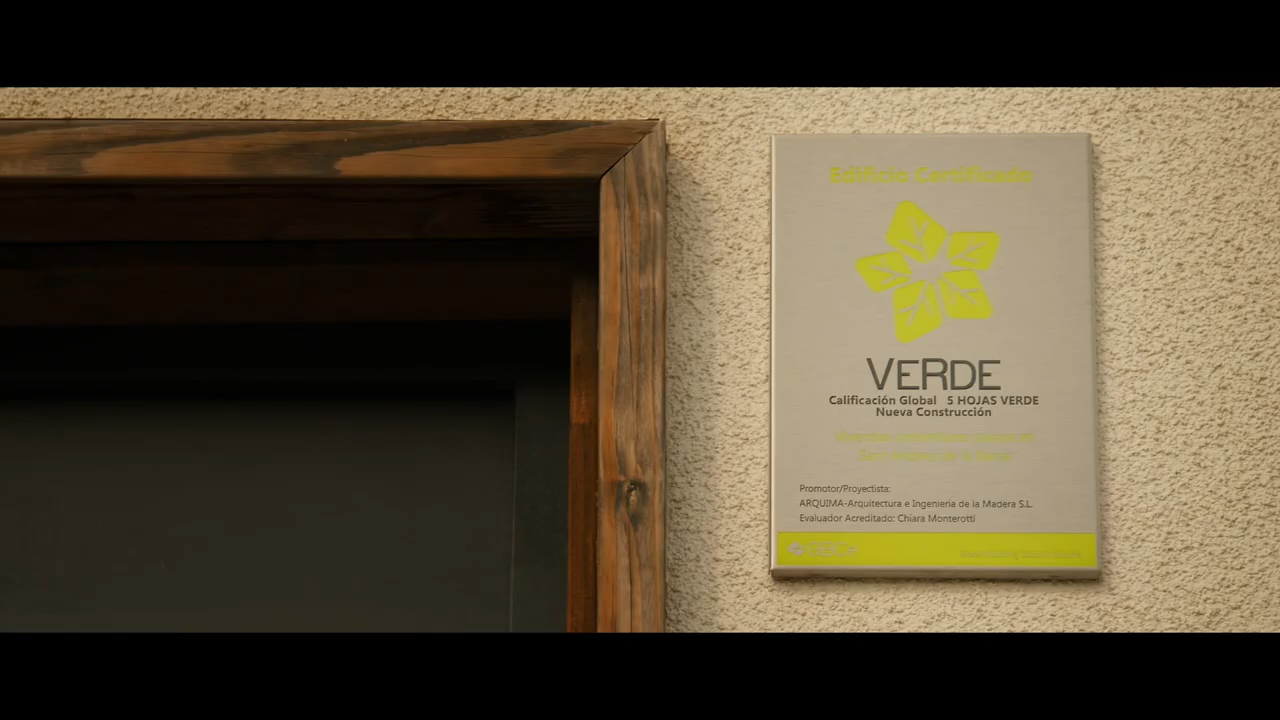 Edificio Certificado
VERDE
Calificación Global 5 HOJAS VERDE
Nueva Construcción
Promotor/Proyectista:
ARQUIMA-Arquitectura e Ingeniería de la Madera S.L.
Evaluador Acreditado: Chiara Monterotti
GBCe